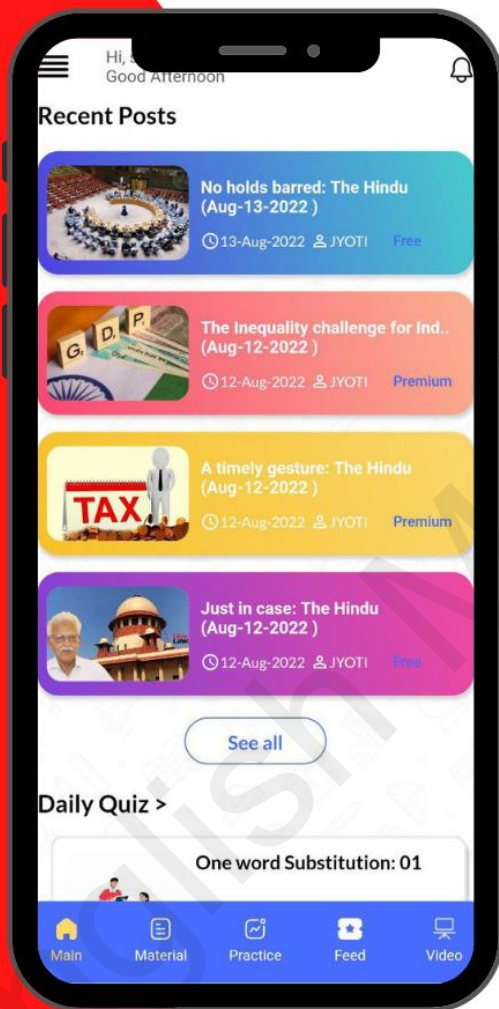 Hi,
Good Afternoon
Recent Posts
No holds barred: The Hindu
(Aug-13-2022 )
13-Aug-2022 JYOTI Free
G D P
The Inequality challenge for Ind..
(Aug-12-2022 )
12-Aug-2022 JYOTI Premium
TAX
A timely gesture: The Hindu
(Aug-12-2022 )
12-Aug-2022 JYOTI Premium
Just in case: The Hindu
(Aug-12-2022 )
12-Aug-2022 JYOTI Free
See all
Daily Quiz >
One word Substitution: 01
Main Material Practice Feed Video